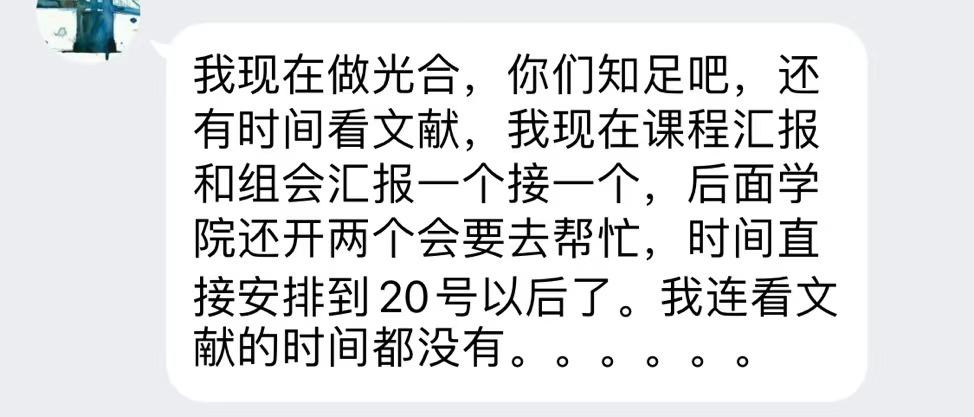 我现在做光合，你们知足吧，还
有时间看文献，我现在课程汇报
和组会汇报一个接一个，后面学
院还开两个会要去帮忙，时间直
接安排到20号以后了。我连看文
献的时间都没有。。。。。。